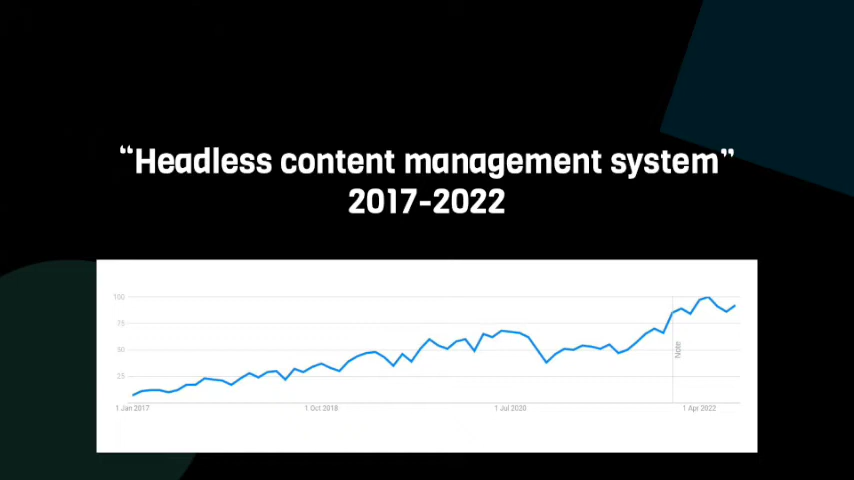 “Headless content management system”
2017-2022
100
75
50
25
Note
1 Jan 2017
1 Oct 2018
1 Jul 2020
1 Apr 2022